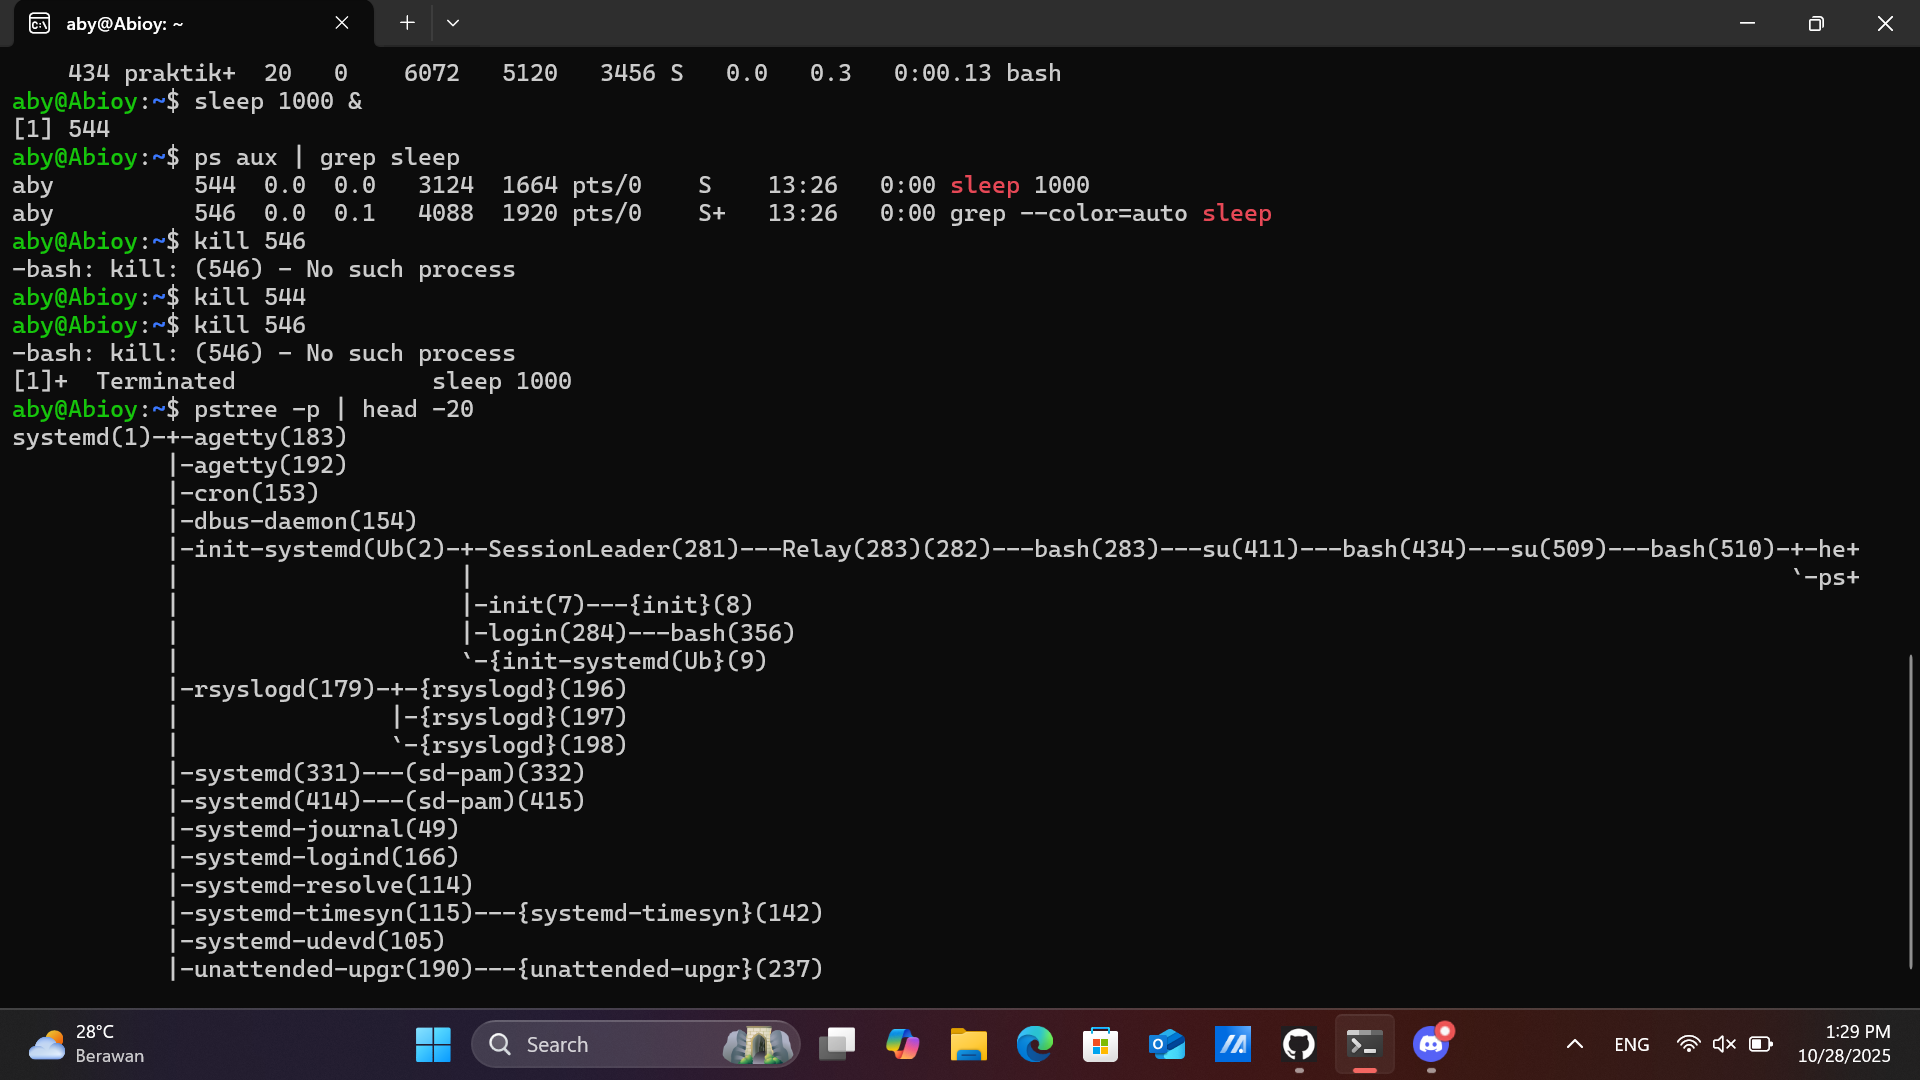 aby@Abioy: ~
    434 praktik+  20   0    6072   5120   3456 S   0.0   0.3   0:00.13 bash
aby@Abioy:~$ sleep 1000 &
[1] 544
aby@Abioy:~$ ps aux | grep sleep
aby          544  0.0  0.0   3124  1664 pts/0    S    13:26   0:00 sleep 1000
aby          546  0.0  0.1   4088  1920 pts/0    S+   13:26   0:00 grep --color=auto sleep
aby@Abioy:~$ kill 546
-bash: kill: (546) - No such process
aby@Abioy:~$ kill 544
aby@Abioy:~$ kill 546
-bash: kill: (546) - No such process
[1]+  Terminated              sleep 1000
aby@Abioy:~$ pstree -p | head -20
systemd(1)-+-agetty(183)
           |-agetty(192)
           |-cron(153)
           |-dbus-daemon(154)
           |-init-systemd(Ub(2)-+-SessionLeader(281)---Relay(283)(282)---bash(283)---su(411)---bash(434)---su(509)---bash(510)-+-he+
           |                    |                                                                                              `-ps+
           |                    |-init(7)---{init}(8)
           |                    |-login(284)---bash(356)
           |                    `-{init-systemd(Ub}(9)
           |-rsyslogd(179)-+-{rsyslogd}(196)
           |               |-{rsyslogd}(197)
           |               `-{rsyslogd}(198)
           |-systemd(331)---(sd-pam)(332)
           |-systemd(414)---(sd-pam)(415)
           |-systemd-journal(49)
           |-systemd-logind(166)
           |-systemd-resolve(114)
           |-systemd-timesyn(115)---{systemd-timesyn}(142)
           |-systemd-udevd(105)
           |-unattended-upgr(190)---{unattended-upgr}(237)
28°C
Berawan
Search
ENG
1:29 PM
10/28/2025